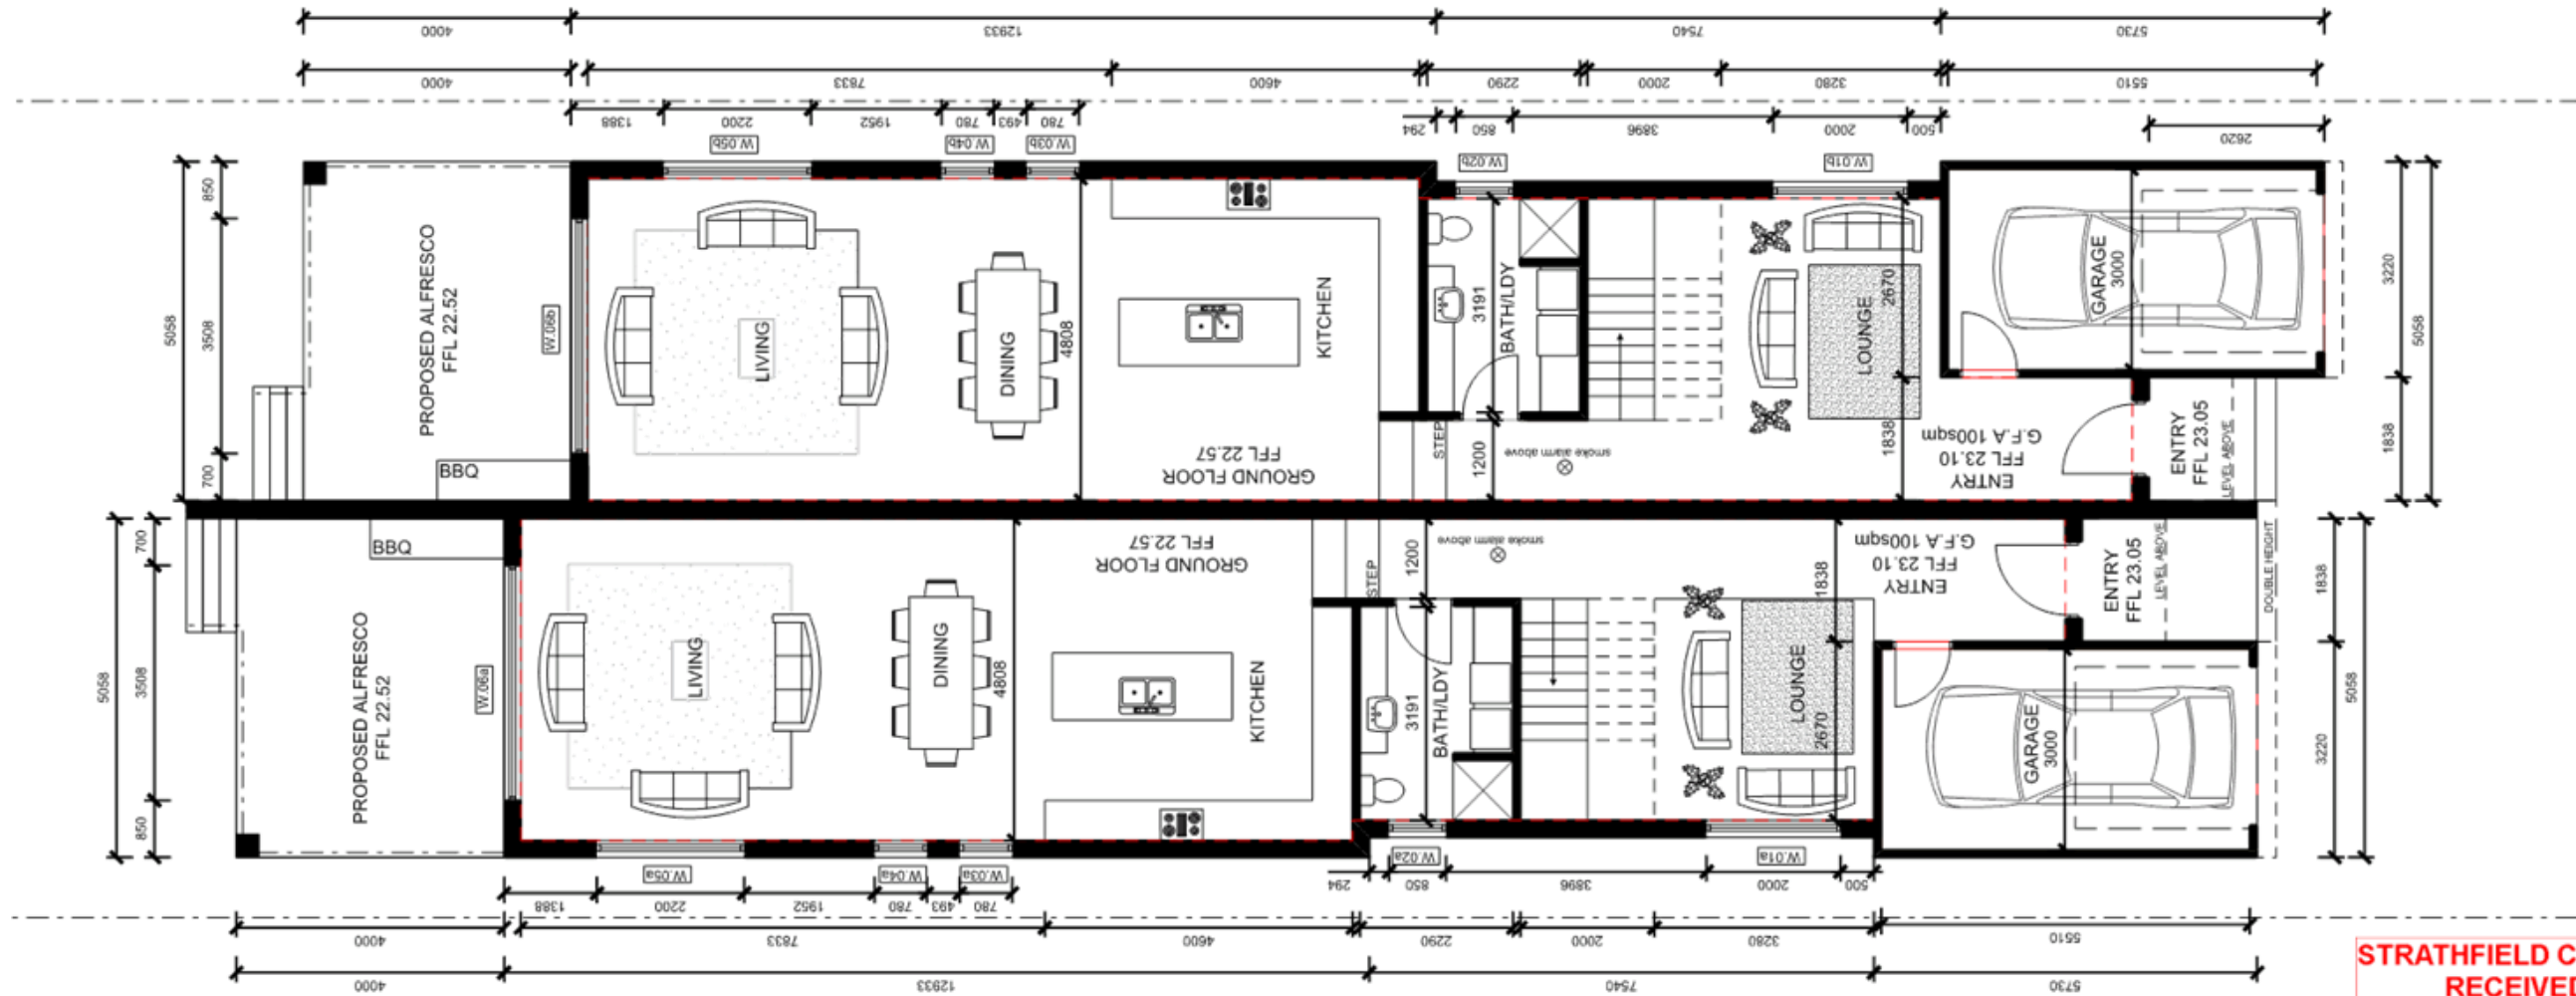 4000
12933
7540
5730
4000
7833
4600
2290
2000
3280
5510
1388
2200
1952
780
493
780
294
850
3896
2000
500
2620
W.05b
W.04b
W.03b
W.02b
W.01b
5058
850
3508
700
PROPOSED ALFRESCO
FFL 22.52
W.06b
BBQ
LIVING
DINING
4808
KITCHEN
GROUND FLOOR
FFL 22.57
STEP
3191
BATH/LDY
1200
smoke alarm above
LOUNGE
2670
1838
ENTRY
FFL 23.10
G.F.A 100sqm
GARAGE
3000
ENTRY
FFL 23.05
LEVEL ABOVE
3220
1838
5058
5058
700
3508
850
PROPOSED ALFRESCO
FFL 22.52
W.06a
BBQ
LIVING
DINING
4808
KITCHEN
GROUND FLOOR
FFL 22.57
STEP
1200
3191
BATH/LDY
smoke alarm above
LOUNGE
2670
1838
ENTRY
FFL 23.10
G.F.A 100sqm
GARAGE
3000
ENTRY
FFL 23.05
LEVEL ABOVE
DOUBLE HEIGHT
1838
3220
5058
W.05a
W.04a
W.03a
W.02a
W.01a
1388
2200
1952
780
493
780
294
850
3896
2000
500
4000
7833
4600
2290
2000
3280
5510
4000
12933
7540
5730
STRATHFIELD C
RECEIVED